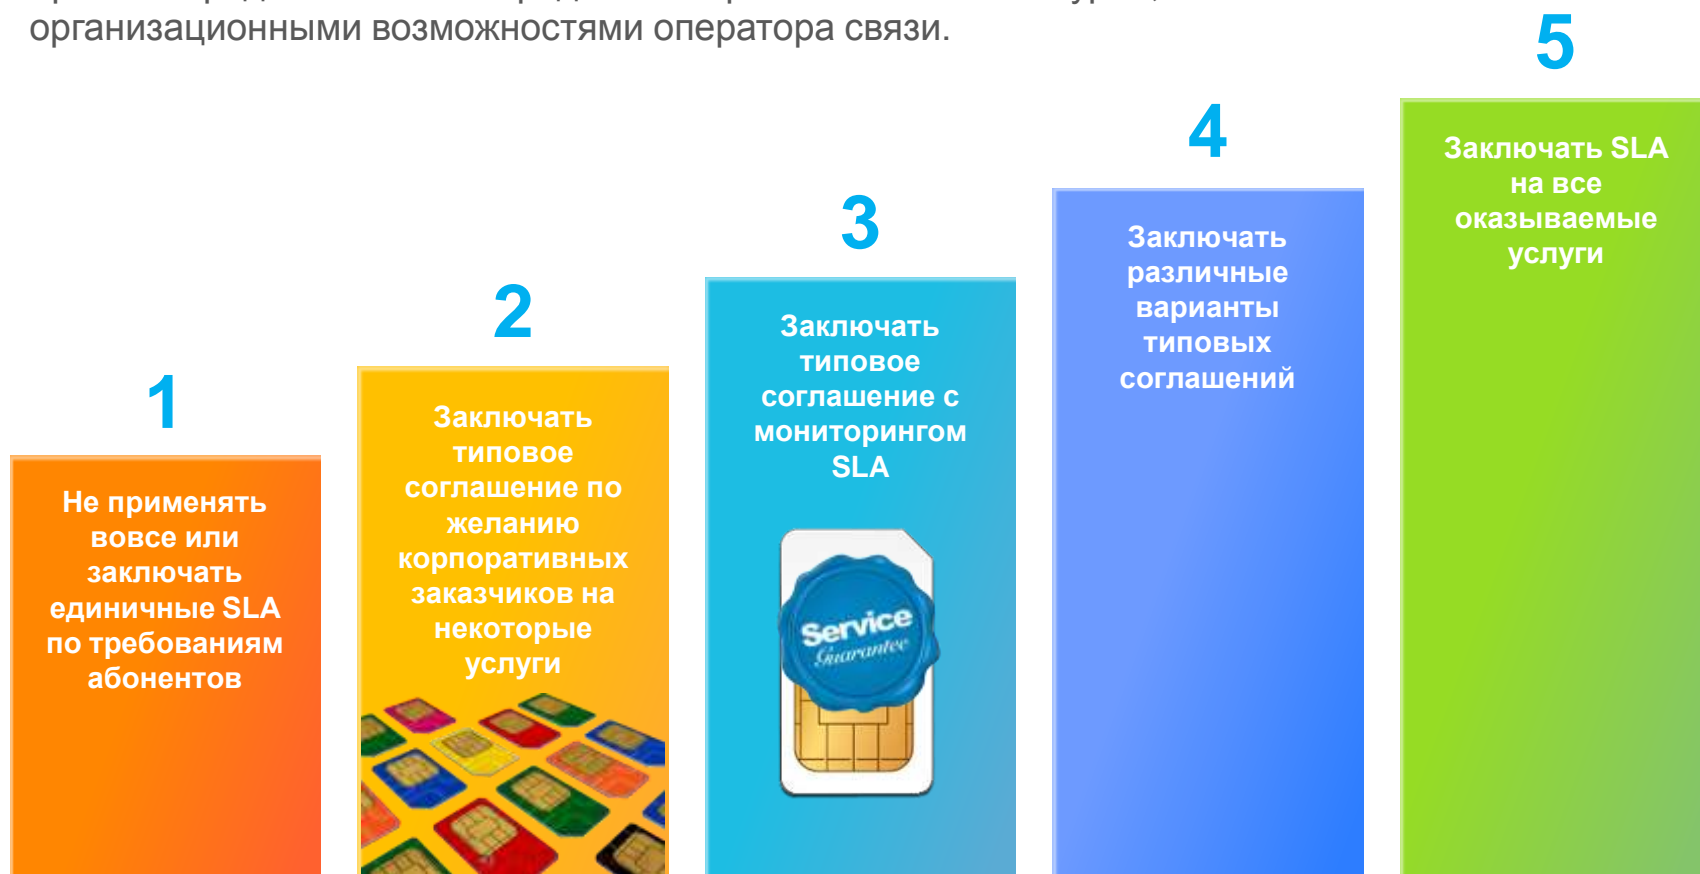 организационными возможностями оператора связи.
1
Не применять
вовсе или
заключать
единичные SLA
по требованиям
абонентов
2
Заключать
типовое
соглашение по
желанию
корпоративных
заказчиков на
некоторые
услуги
3
Заключать
типовое
соглашение с
мониторингом
SLA
Service
Guarantee
4
Заключать
различные
варианты
типовых
соглашений
5
Заключать SLA
на все
оказываемые
услуги